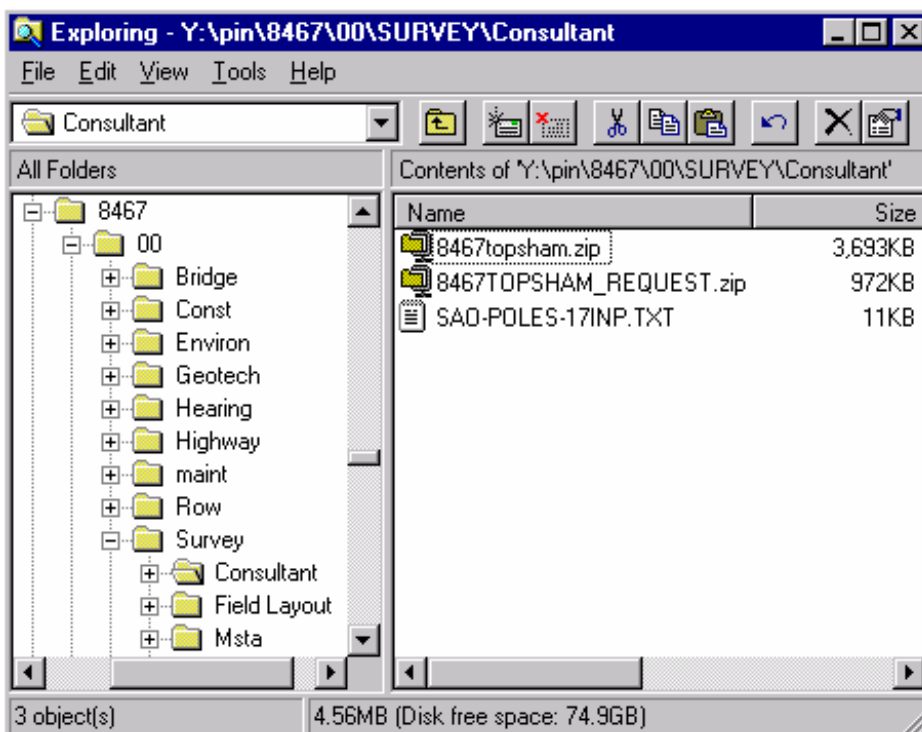 Exploring - Y:\pin\8467\00\SURVEY\Consultant
File Edit View Tools Help
Consultant
All Folders
Contents of 'Y:\pin\8467\00\SURVEY\Consultant'
8467
00
Bridge
Const
Environ
Geotech
Hearing
Highway
maint
Row
Survey
Consultant
Field Layout
Msta
Name Size
8467topsham.zip 3,693KB
8467TOPSHAM_REQUEST.zip 972KB
SAO-POLES-17INP.TXT 11KB
3 object(s) 4.56MB (Disk free space: 74.9GB)